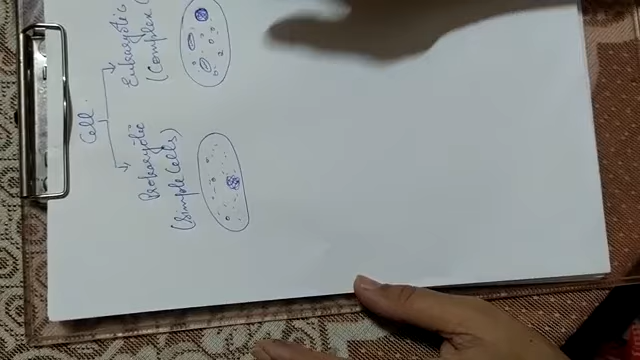 Cell.
Prokaryotic
(Simple Cells)
Eukaryotic
(Complex